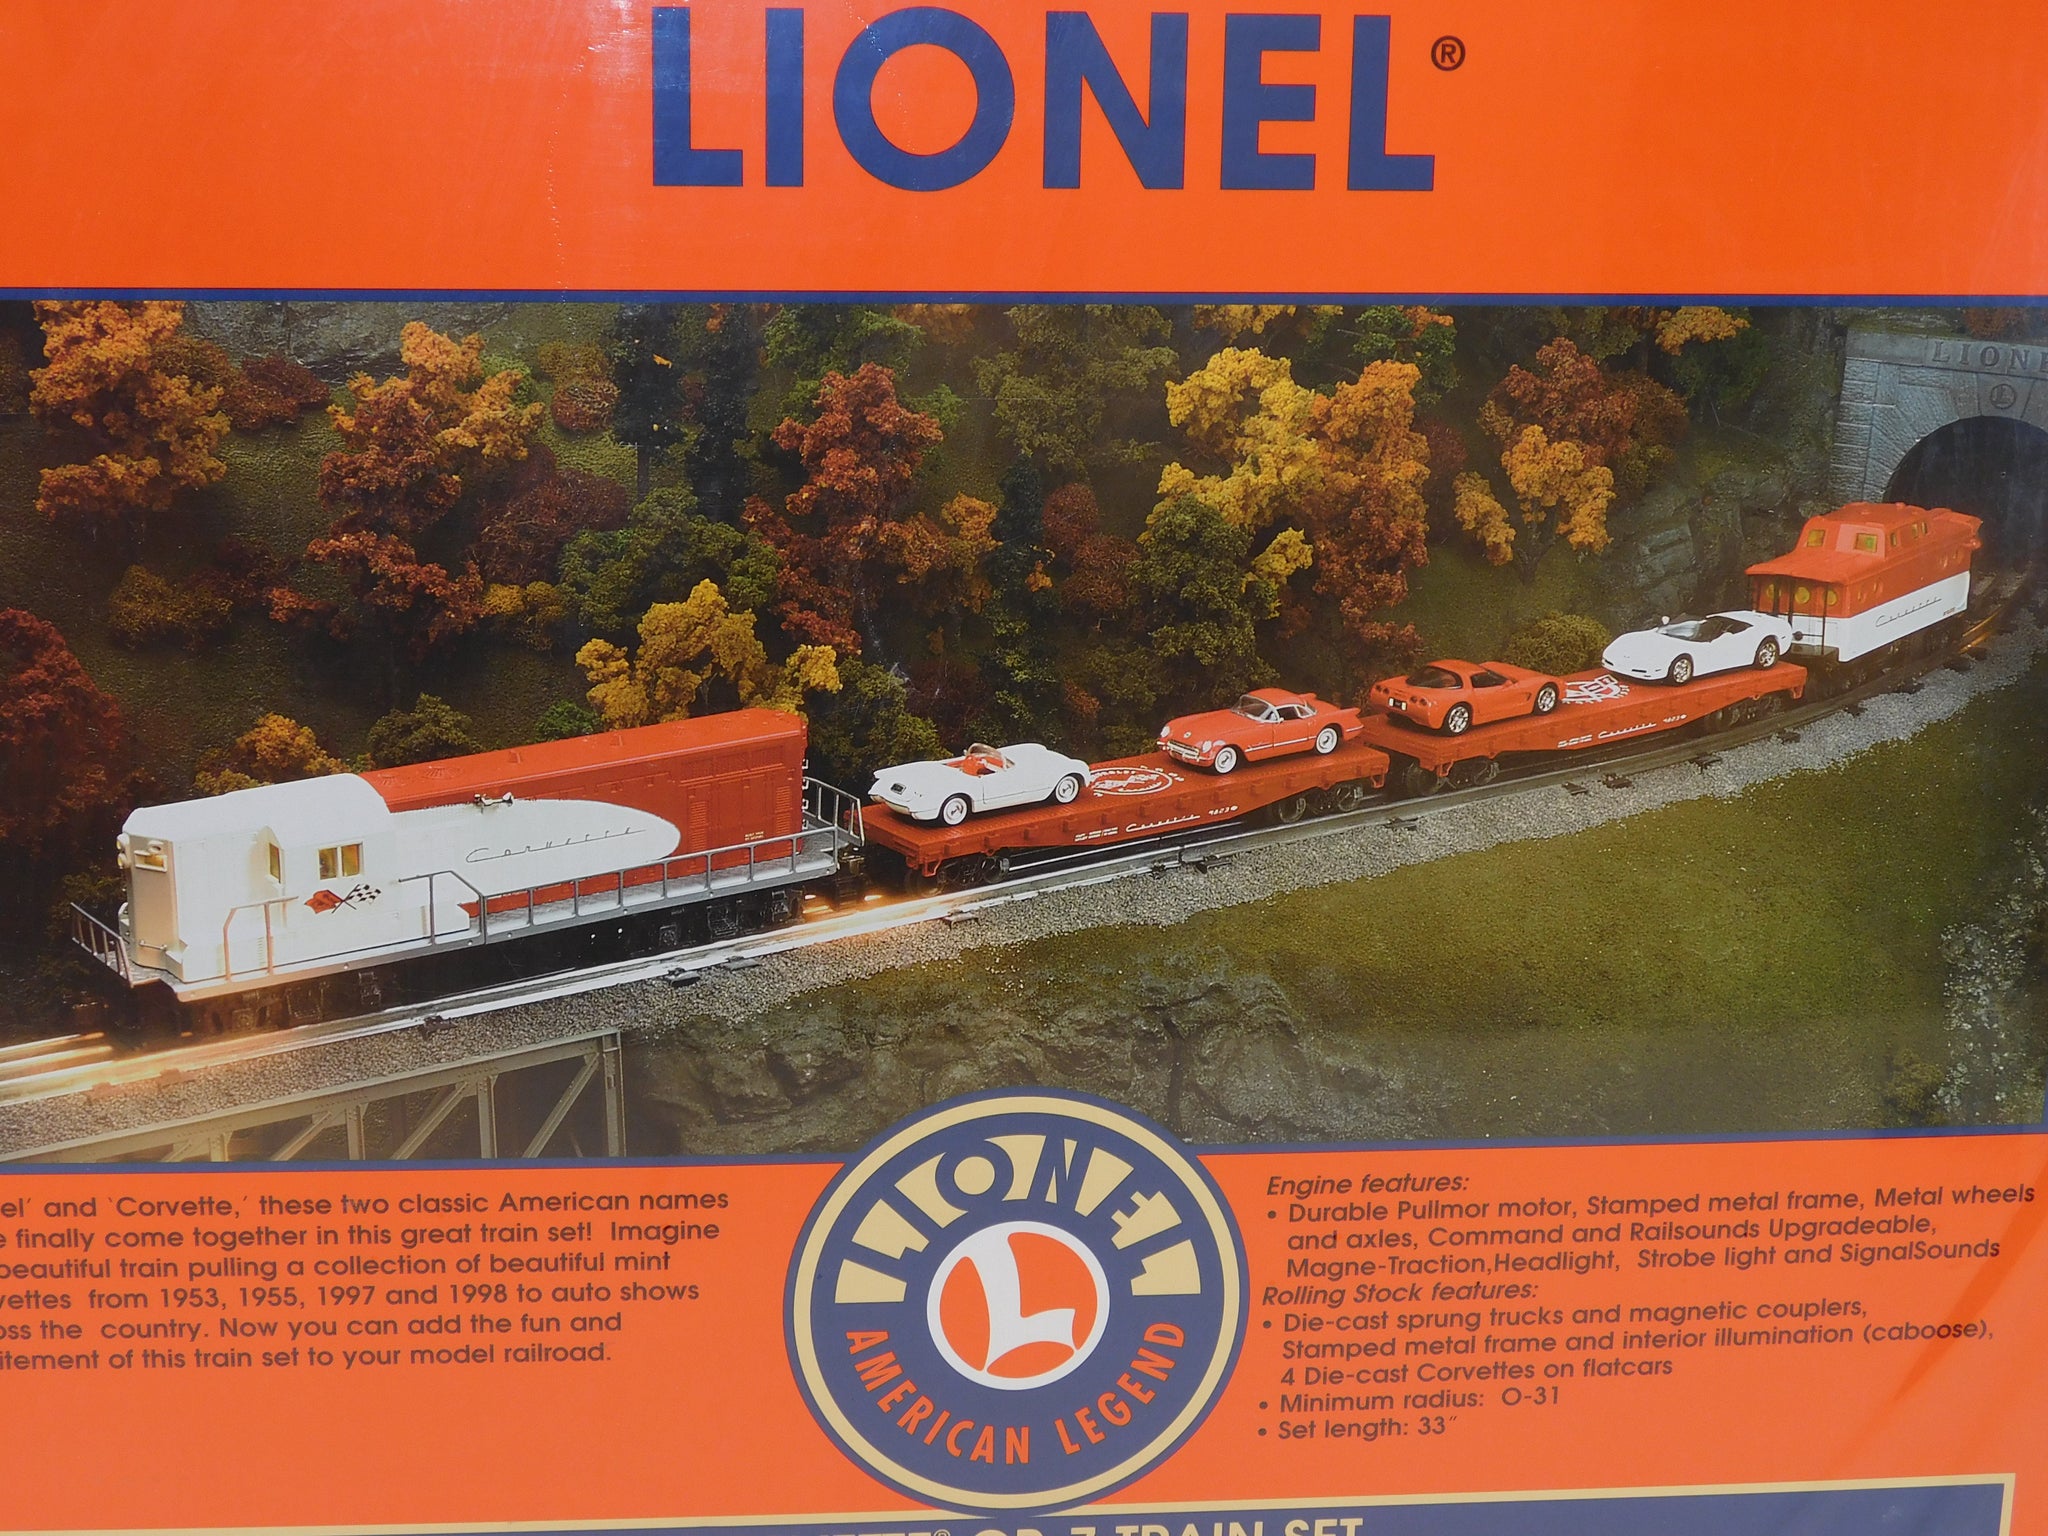 LIONEL®
LIONE
L
Corvette
Corvette
Corvette
Corvette
el' and 'Corvette,' these two classic American names
e finally come together in this great train set! Imagine
beautiful train pulling a collection of beautiful mint
vettes from 1953, 1955, 1997 and 1998 to auto shows
oss the country. Now you can add the fun and
itement of this train set to your model railroad.
LIONEL
L
AMERICAN LEGEND
Engine features:
• Durable Pullmor motor, Stamped metal frame, Metal wheels
and axles, Command and Railsounds Upgradeable,
Magne-Traction,Headlight, Strobe light and SignalSounds
Rolling Stock features:
• Die-cast sprung trucks and magnetic couplers,
Stamped metal frame and interior illumination (caboose),
4 Die-cast Corvettes on flatcars
• Minimum radius: O-31
• Set length: 33"
TRAIN SET